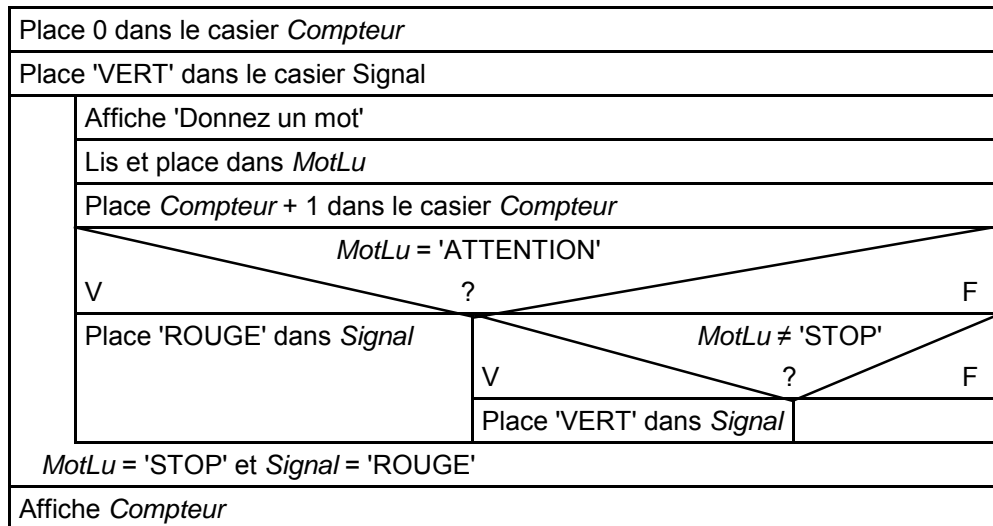 Place 0 dans le casier Compteur
Place 'VERT' dans le casier Signal
Affiche 'Donnez un mot'
Lis et place dans MotLu
Place Compteur + 1 dans le casier Compteur
MotLu = 'ATTENTION'
V ? F
Place 'ROUGE' dans Signal
MotLu ≠ 'STOP'
V ? F
Place 'VERT' dans Signal
MotLu = 'STOP' et Signal = 'ROUGE'
Affiche Compteur